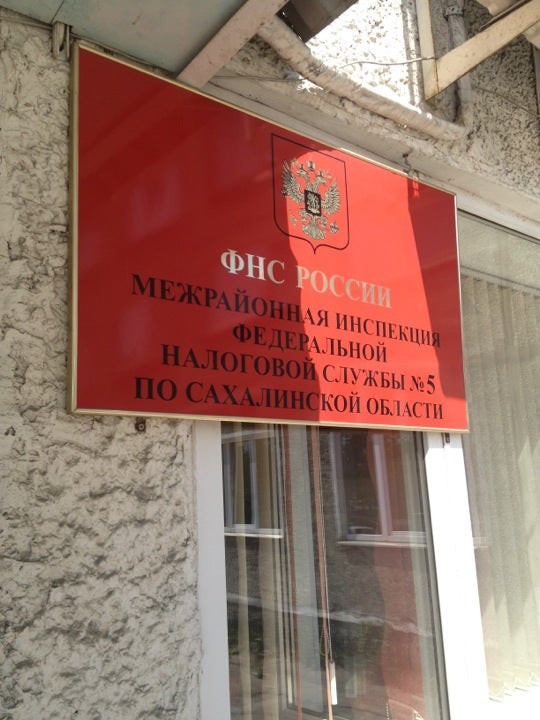 ФНС РОССИИ
МЕЖРАЙОННАЯ ИНСПЕКЦИЯ
ФЕДЕРАЛЬНОЙ
НАЛОГОВОЙ СЛУЖБЫ №5
ПО САХАЛИНСКОЙ ОБЛАСТИ